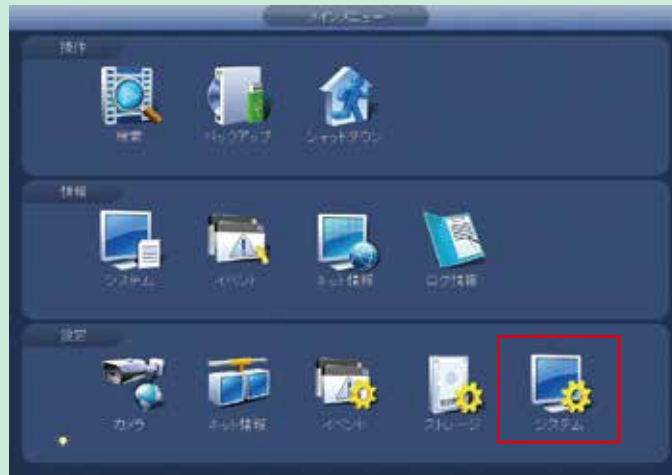 メインメニュー
操作
検索 バックアップ シャットダウン
情報
システム イベント ネット情報 ログ情報
設定
カメラ ネット情報 イベント ストレージ システム